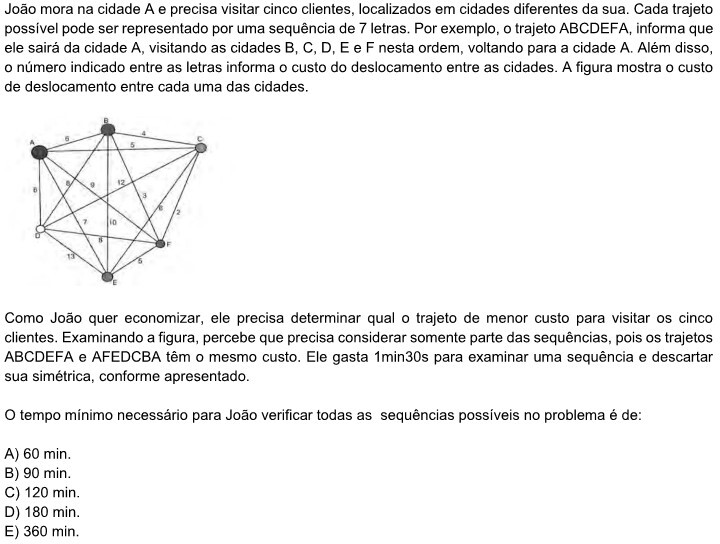 João mora na cidade A e precisa visitar cinco clientes, localizados em cidades diferentes da sua. Cada trajeto
possível pode ser representado por uma sequência de 7 letras. Por exemplo, o trajeto ABCDEFA, informa que
ele sairá da cidade A, visitando as cidades B, C, D, E e F nesta ordem, voltando para a cidade A. Além disso,
o número indicado entre as letras informa o custo do deslocamento entre as cidades. A figura mostra o custo
de deslocamento entre cada uma das cidades.
B
A
6
4
5
C
8
9
12
6
3
6
2
7
10
8
D
F
13
5
E
Como João quer economizar, ele precisa determinar qual o trajeto de menor custo para visitar os cinco
clientes. Examinando a figura, percebe que precisa considerar somente parte das sequências, pois os trajetos
ABCDEFA e AFEDCBA têm o mesmo custo. Ele gasta 1min30s para examinar uma sequência e descartar
sua simétrica, conforme apresentado.
O tempo mínimo necessário para João verificar todas as sequências possíveis no problema é de:
A) 60 min.
B) 90 min.
C) 120 min.
D) 180 min.
E) 360 min.